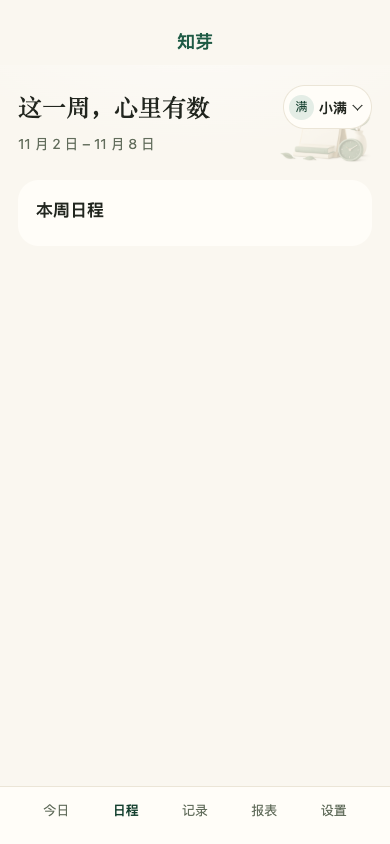 知芽
这一周，心里有数
满 小满
11 月 2 日 – 11 月 8 日
本周日程
今日 日程 记录 报表 设置